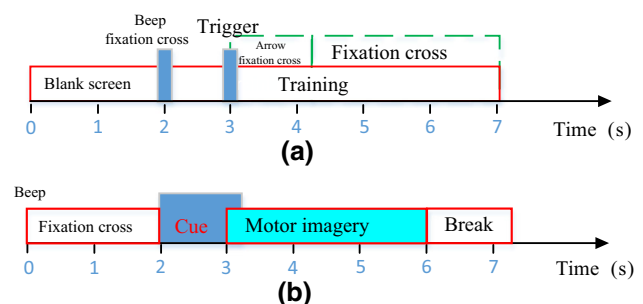 Beep
fixation cross
Trigger
Arrow
fixation cross
Fixation cross
Blank screen
Training
0 1 2 3 4 5 6 7
Time (s)
(a)
Beep
Fixation cross
Cue
Motor imagery
Break
0 1 2 3 4 5 6 7
Time (s)
(b)